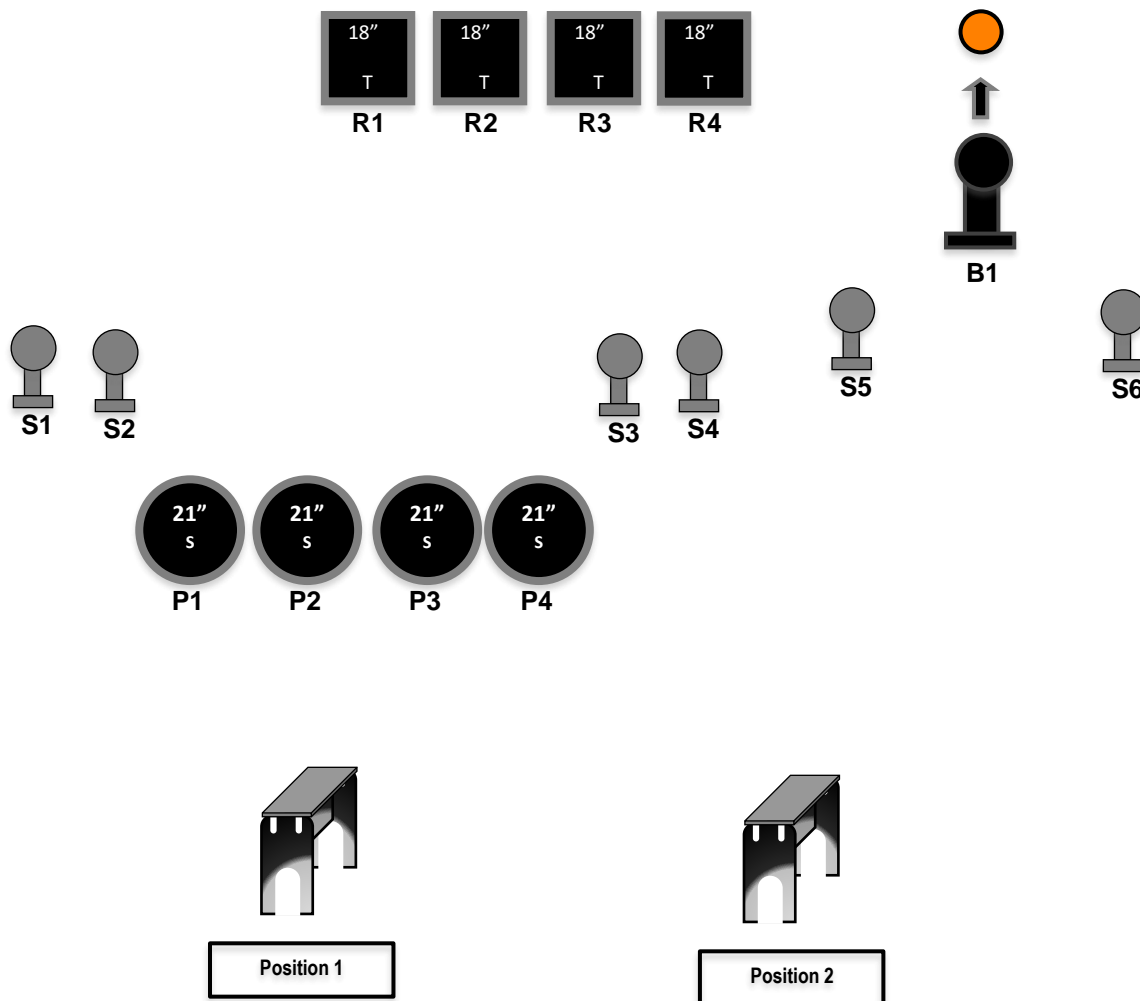 18” 18” 18” 18”
T T T T
R1 R2 R3 R4
B1
S5 S6
S1 S2 S3 S4
21” 21” 21” 21”
S S S S
P1 P2 P3 P4
Position 1 Position 2